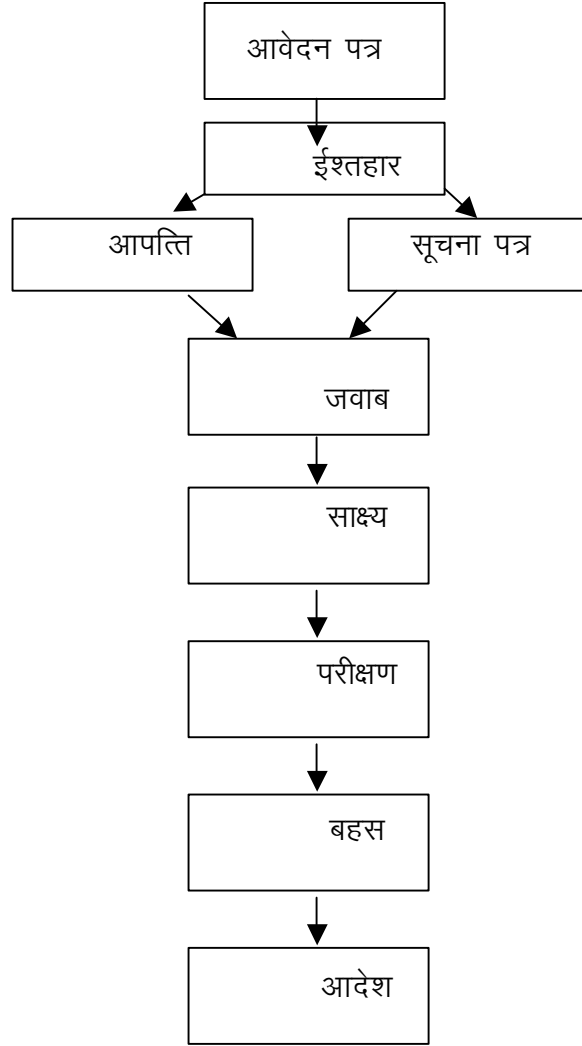 आवेदन पत्र
ईश्तहार
आपत्ति
सूचना पत्र
जवाब
साक्ष्य
परीक्षण
बहस
आदेश